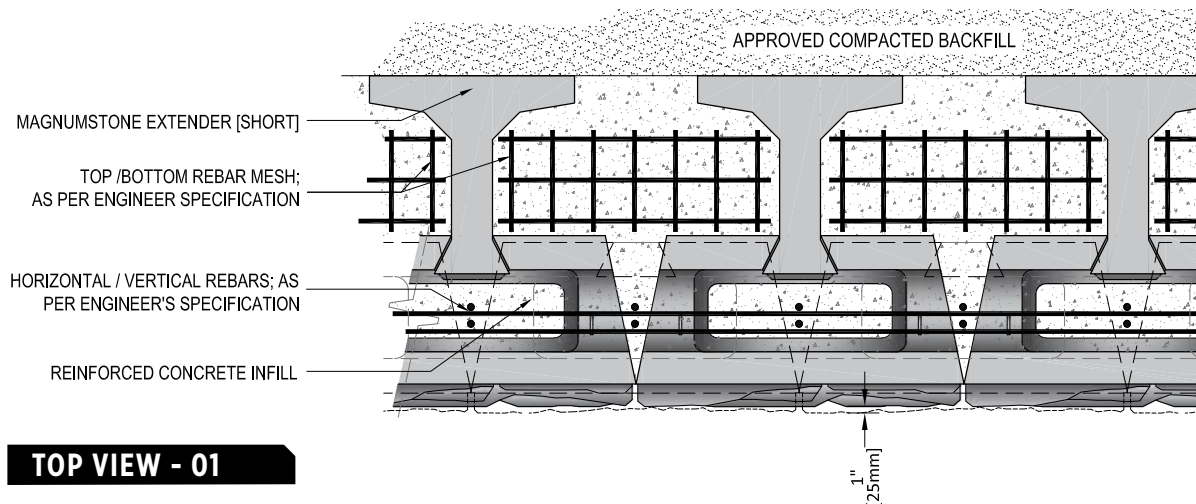 APPROVED COMPACTED BACKFILL
MAGNUMSTONE EXTENDER [SHORT]
TOP /BOTTOM REBAR MESH;
AS PER ENGINEER SPECIFICATION
HORIZONTAL / VERTICAL REBARS; AS
PER ENGINEER'S SPECIFICATION
REINFORCED CONCRETE INFILL
1"
25mm]
TOP VIEW - 01